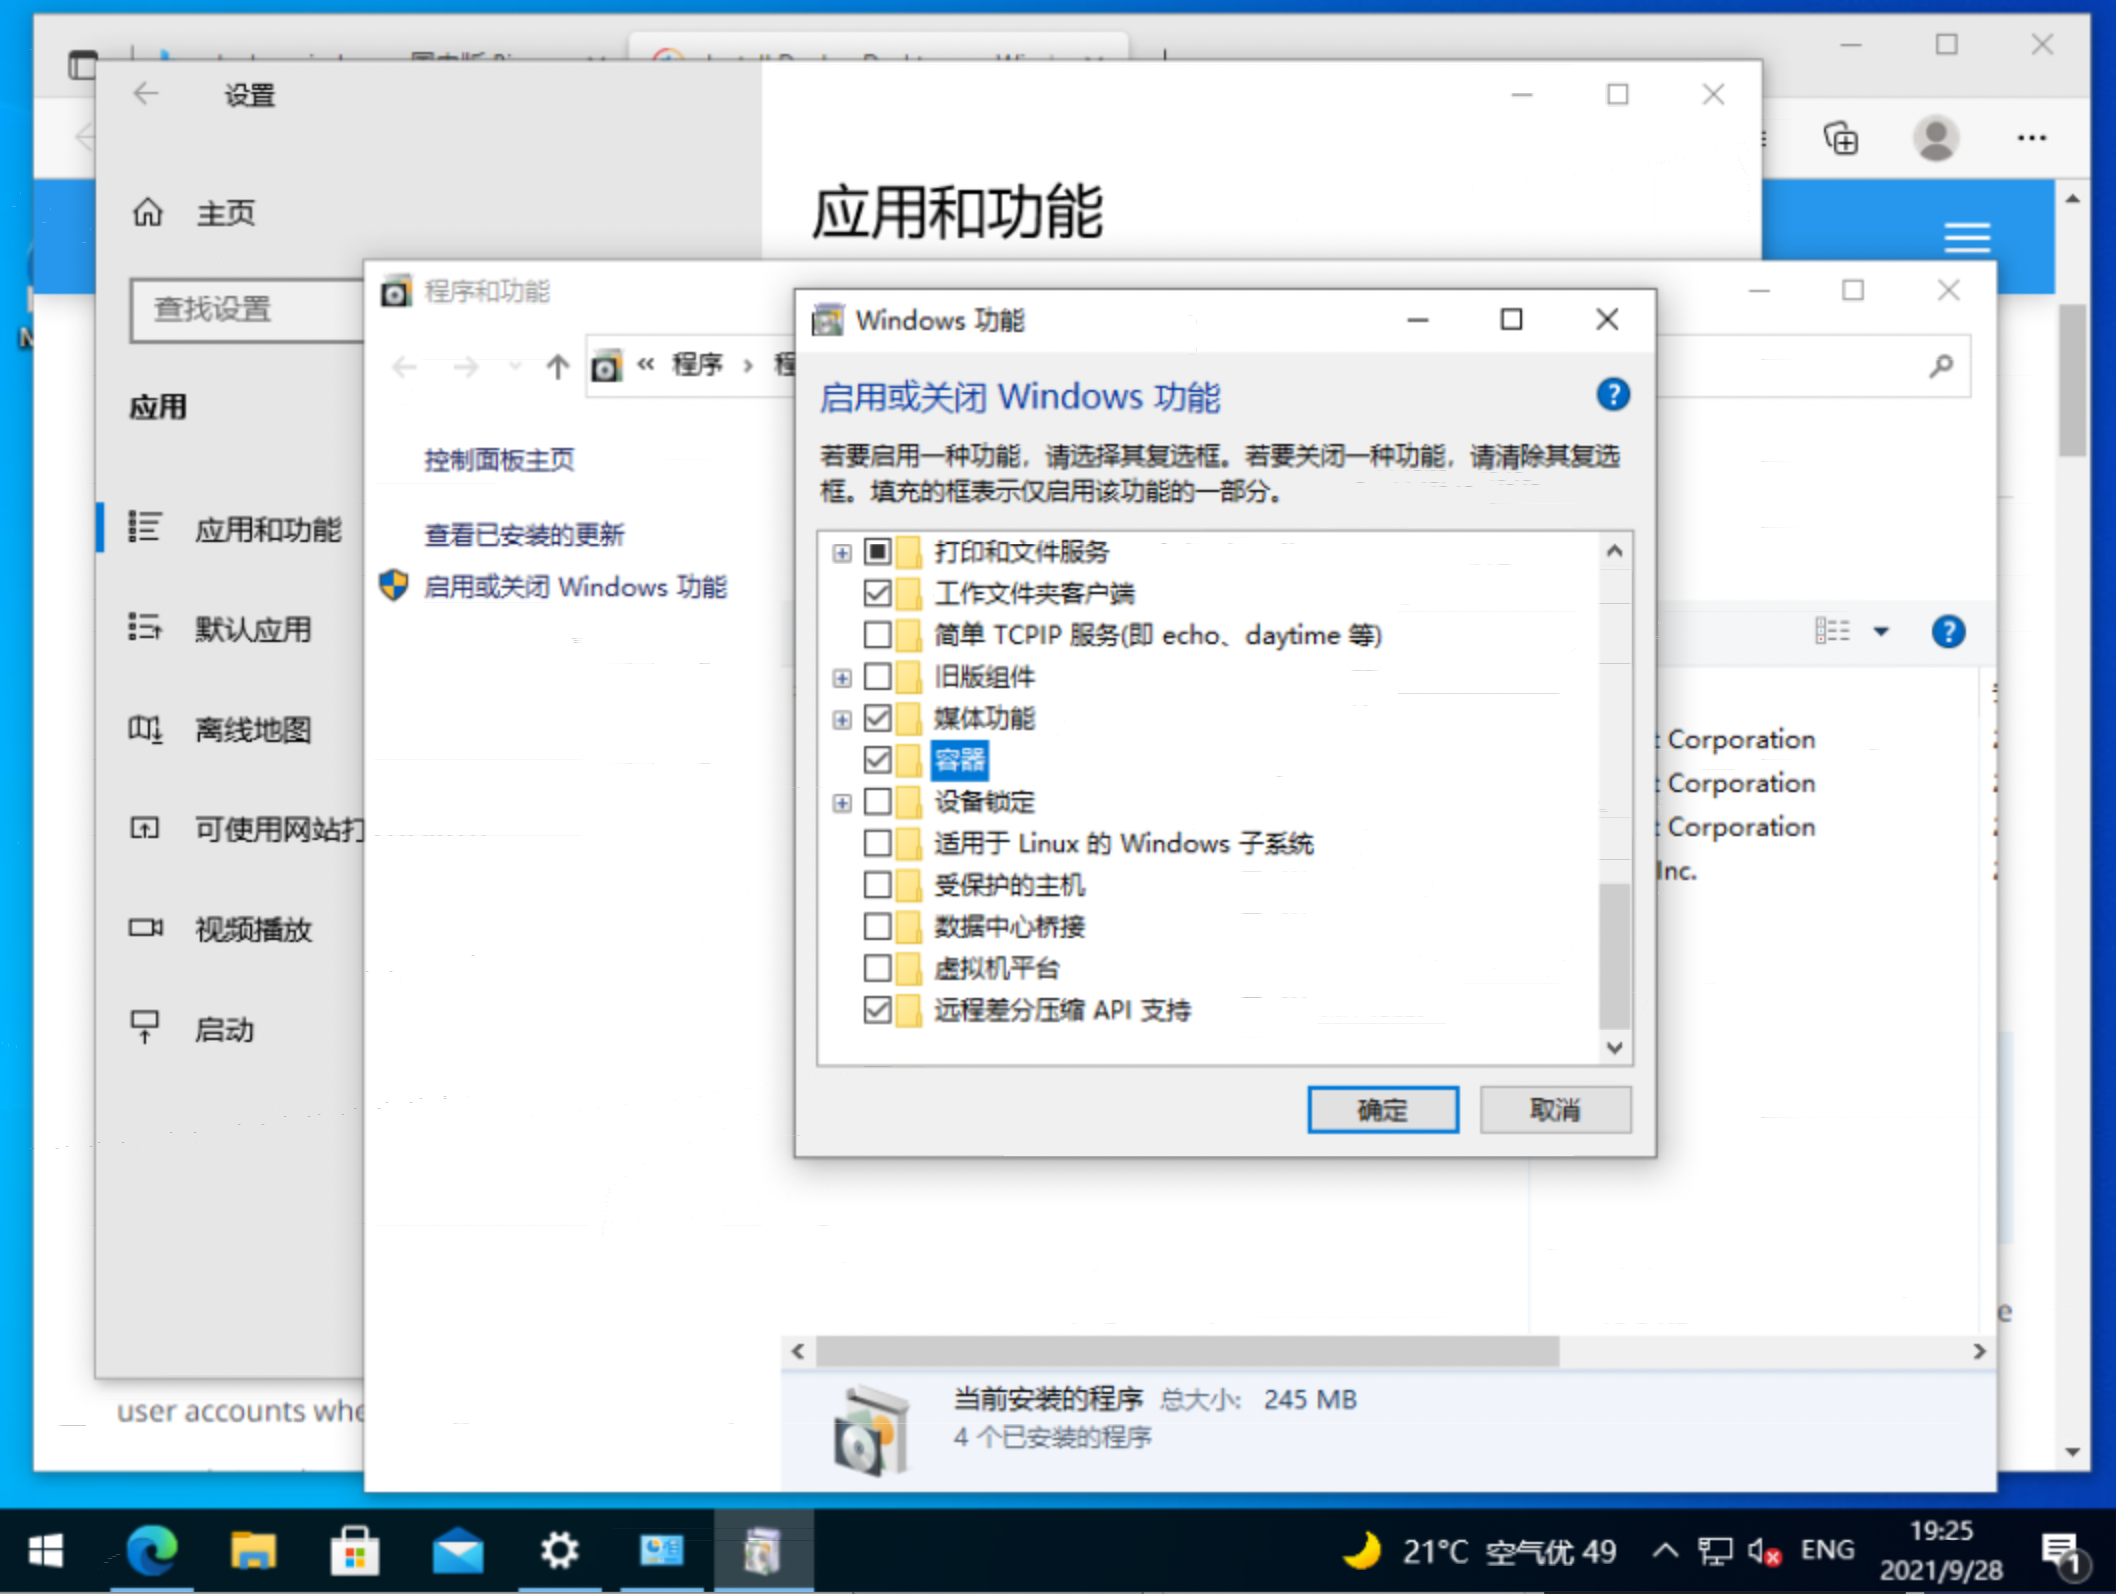 设置
主页
查找设置
应用
应用和功能
默认应用
离线地图
可使用网站打
视频播放
启动
应用和功能
程序和功能
« 程序 › 程
控制面板主页
查看已安装的更新
启用或关闭 Windows 功能
Windows 功能
启用或关闭 Windows 功能
若要启用一种功能，请选择其复选框。若要关闭一种功能，请清除其复选
框。填充的框表示仅启用该功能的一部分。
打印和文件服务
工作文件夹客户端
简单 TCPIP 服务(即 echo、daytime 等)
旧版组件
媒体功能
容器
设备锁定
适用于 Linux 的 Windows 子系统
受保护的主机
数据中心桥接
虚拟机平台
远程差分压缩 API 支持
确定
取消
t Corporation
t Corporation
t Corporation
Inc.
当前安装的程序 总大小: 245 MB
4 个已安装的程序
user accounts whe
e
21°C 空气优 49
ENG
19:25
2021/9/28
1